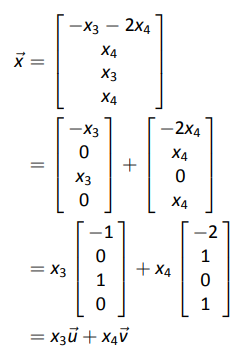 x⃗ = [ −x₃ − 2x₄
x₄
x₃
x₄ ]
= [ −x₃
0
x₃
0 ] + [ −2x₄
x₄
0
x₄ ]
= x₃ [ −1
0
1
0 ] + x₄ [ −2
1
0
1 ]
= x₃u⃗ + x₄v⃗